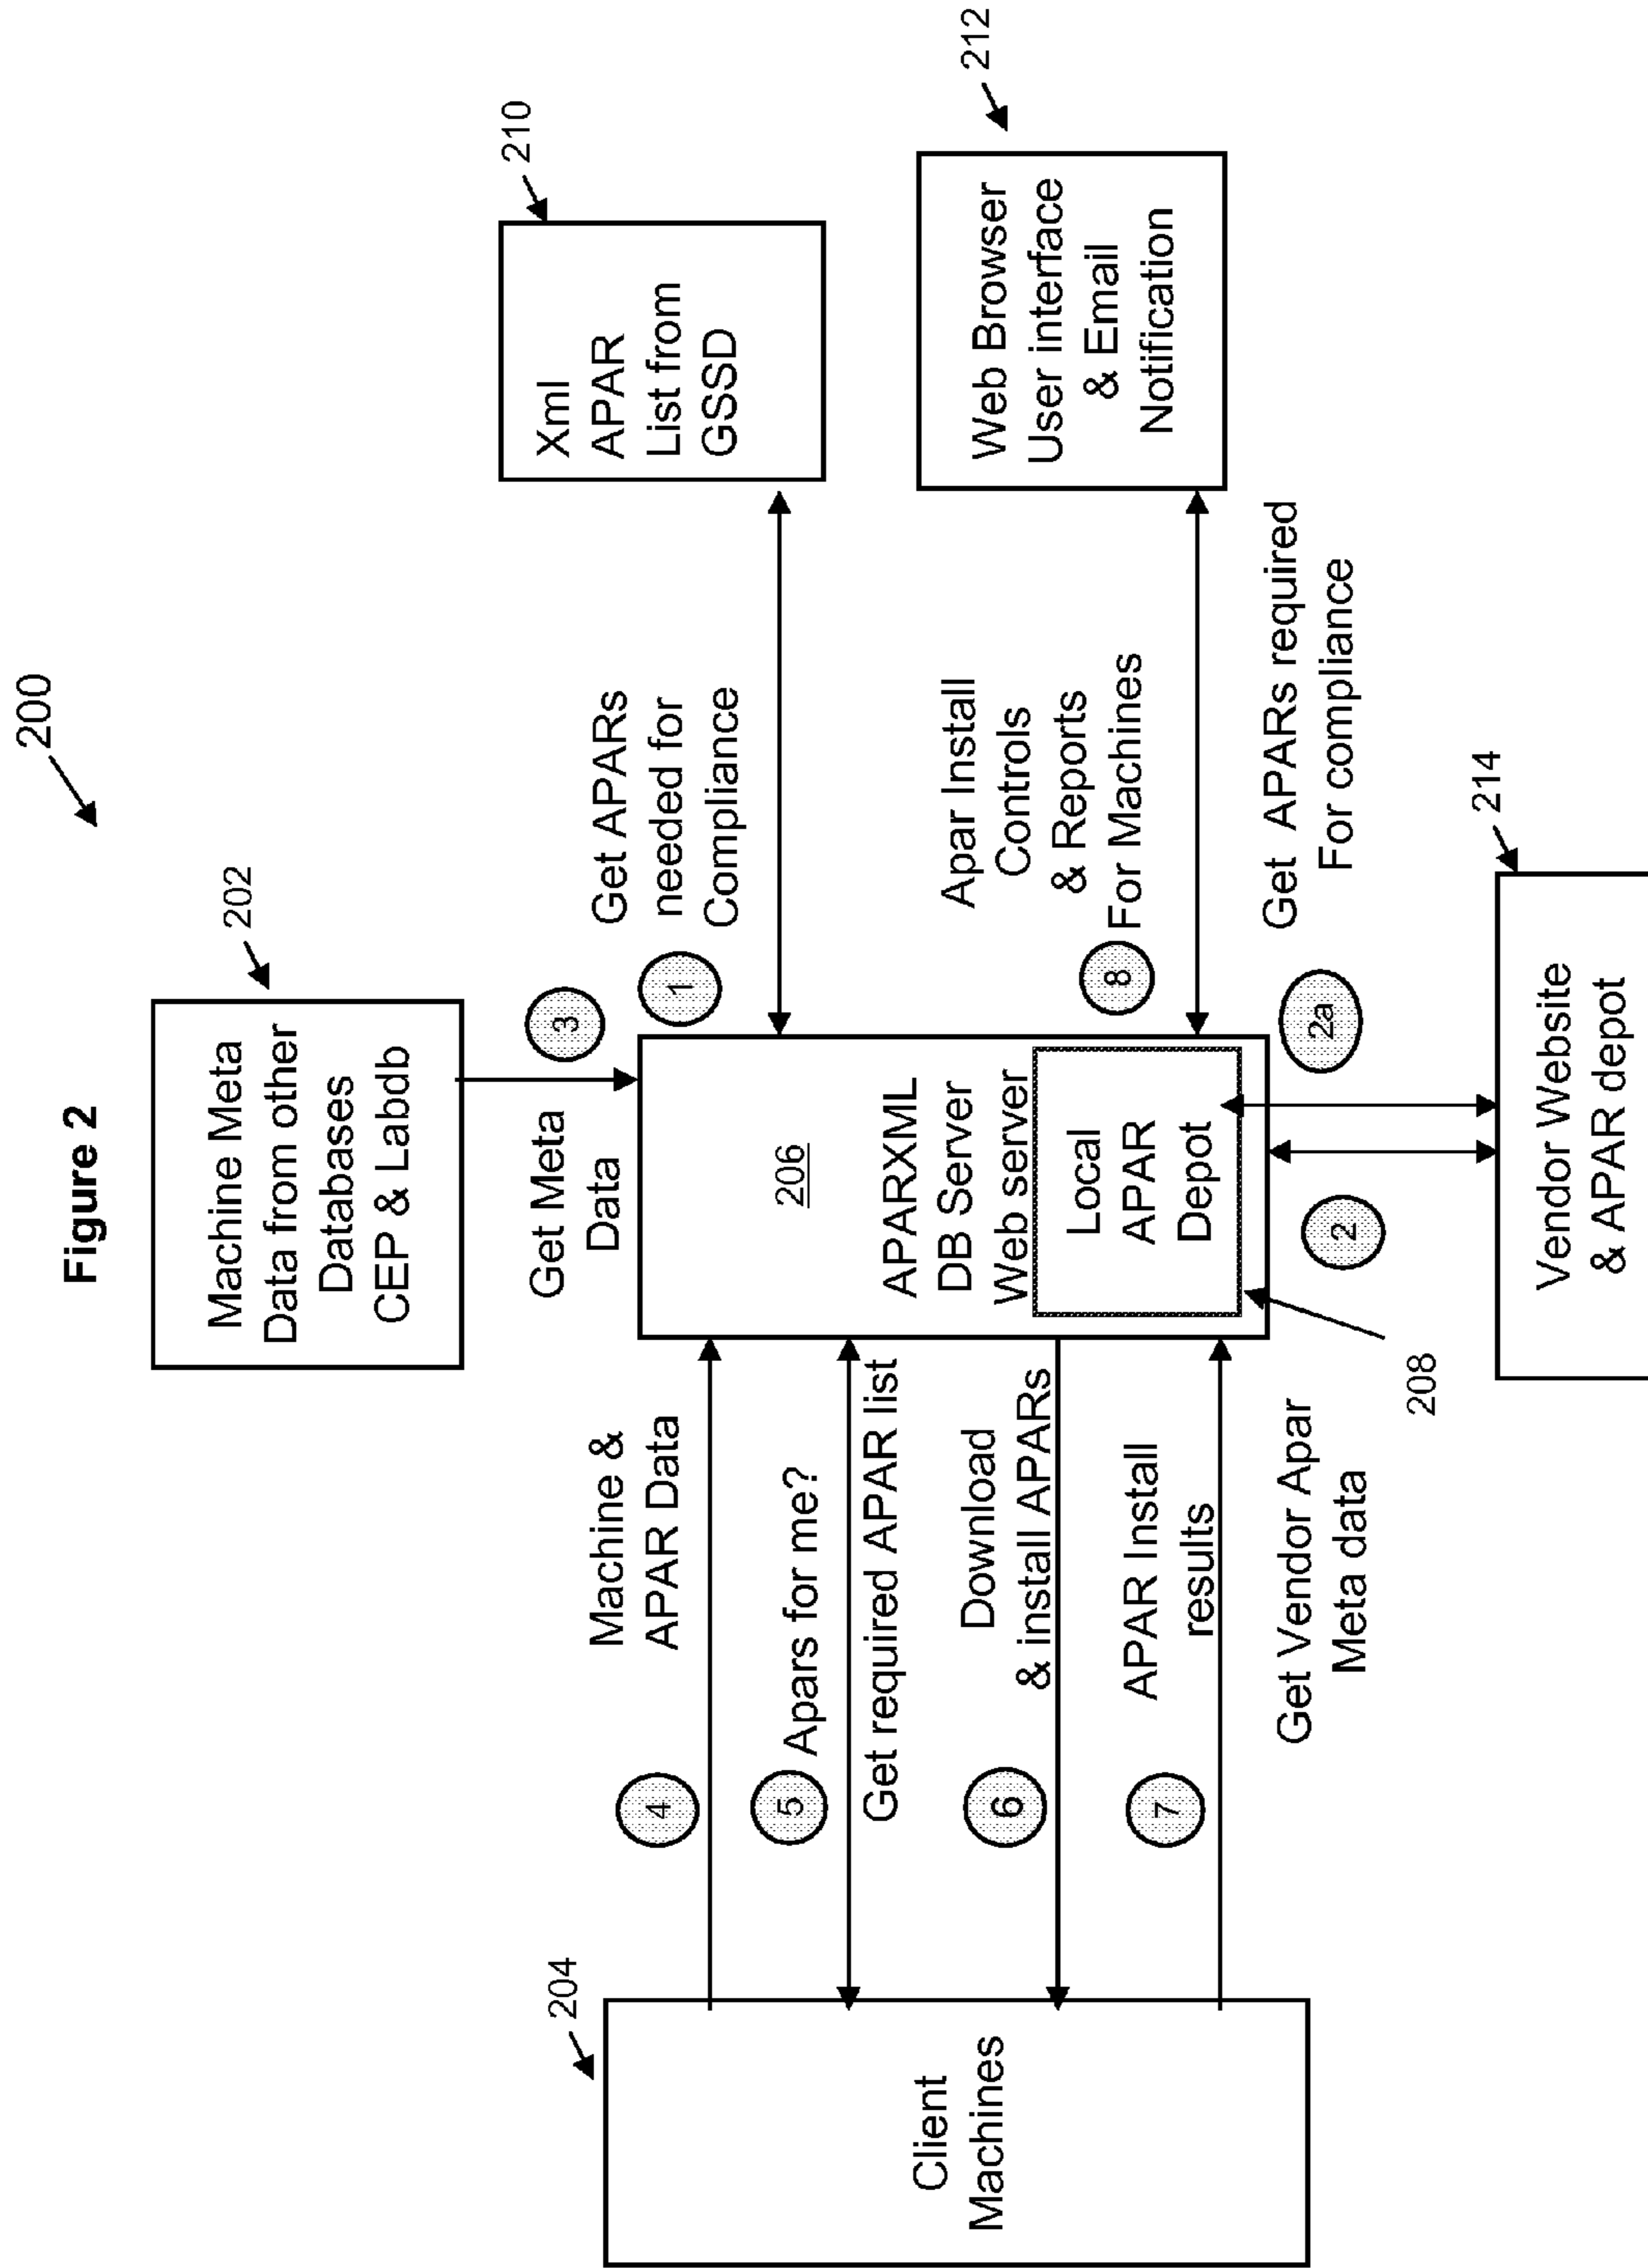 Figure 2
200
202
Machine Meta
Data from other
Databases
CEP & Labdb
Get Meta
Data
3
204
Client
Machines
4
Machine &
APAR Data
5
Apars for me?
Get required APAR list
6
Download
& install APARs
7
APAR Install
results
206
APARXML
DB Server
Web server
Local
APAR
Depot
208
1
Get APARs
needed for
Compliance
210
Xml
APAR
List from
GSSD
8
Apar Install
Controls
& Reports
For Machines
212
Web Browser
User interface
& Email
Notification
Get Vendor Apar
Meta data
2
2a
Get APARs required
For compliance
214
Vendor Website
& APAR depot